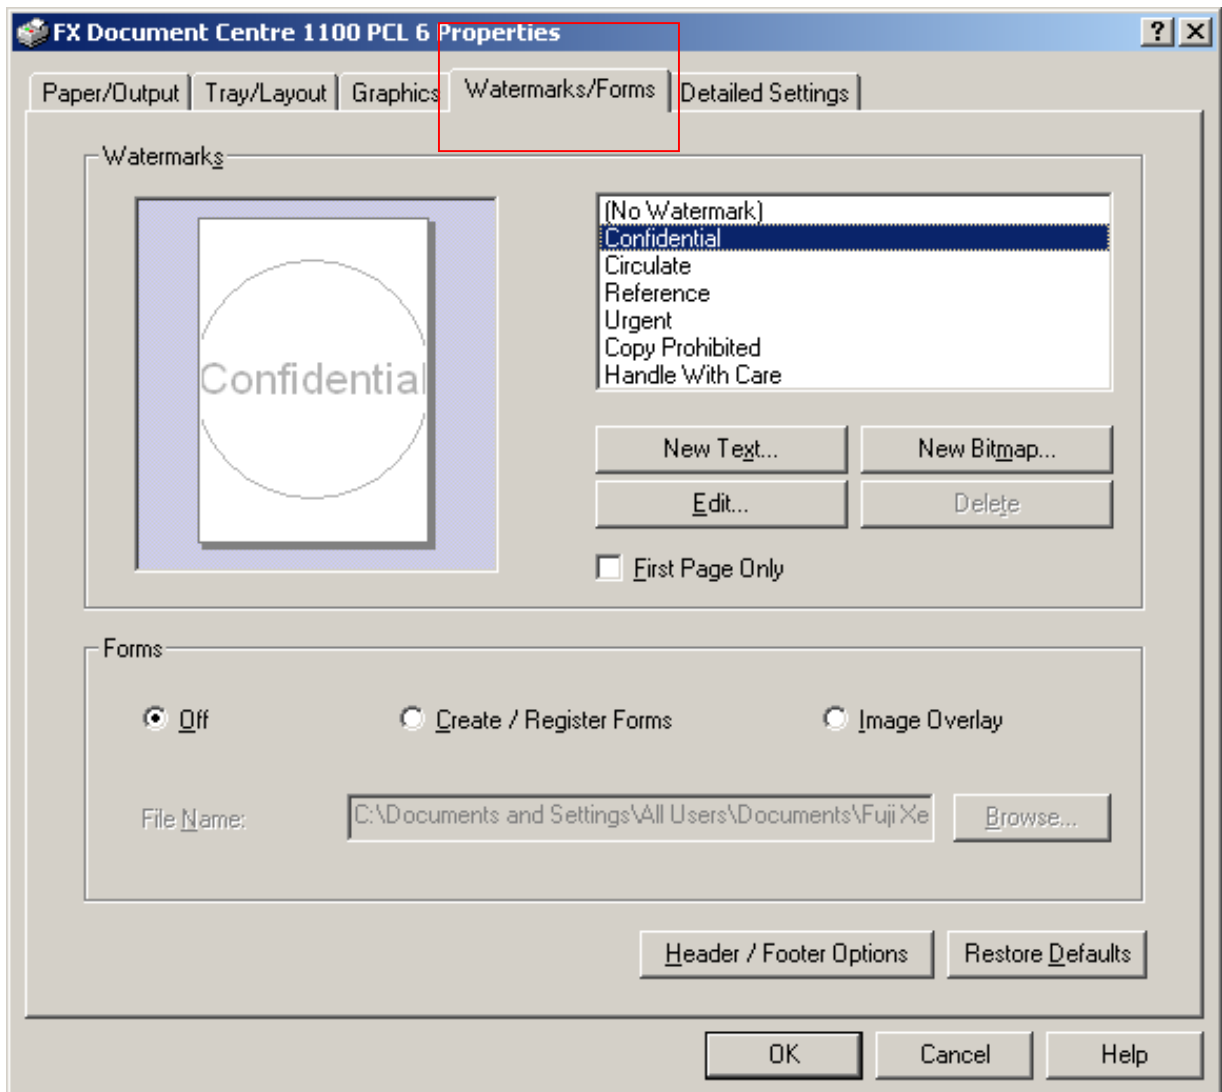 FX Document Centre 1100 PCL 6 Properties
Paper/Output Tray/Layout Graphics Watermarks/Forms Detailed Settings
Watermarks
Confidential
(No Watermark)
Confidential
Circulate
Reference
Urgent
Copy Prohibited
Handle With Care
New Text... New Bitmap...
Edit... Delete
First Page Only
Forms
Off Create / Register Forms Image Overlay
File Name: C:\Documents and Settings\All Users\Documents\Fuji Xe Browse...
Header / Footer Options Restore Defaults
OK Cancel Help